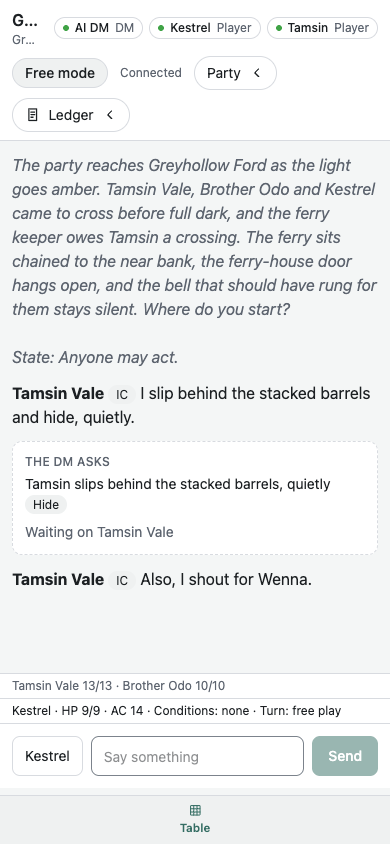 G...
Gr...
AI DM DM
Kestrel Player
Tamsin Player
Free mode
Connected
Party
Ledger
The party reaches Greyhollow Ford as the light
goes amber. Tamsin Vale, Brother Odo and Kestrel
came to cross before full dark, and the ferry
keeper owes Tamsin a crossing. The ferry sits
chained to the near bank, the ferry-house door
hangs open, and the bell that should have rung for
them stays silent. Where do you start?
State: Anyone may act.
Tamsin Vale IC I slip behind the stacked barrels
and hide, quietly.
THE DM ASKS
Tamsin slips behind the stacked barrels, quietly
Hide
Waiting on Tamsin Vale
Tamsin Vale IC Also, I shout for Wenna.
Tamsin Vale 13/13 · Brother Odo 10/10
Kestrel · HP 9/9 · AC 14 · Conditions: none · Turn: free play
Kestrel
Say something
Send
Table